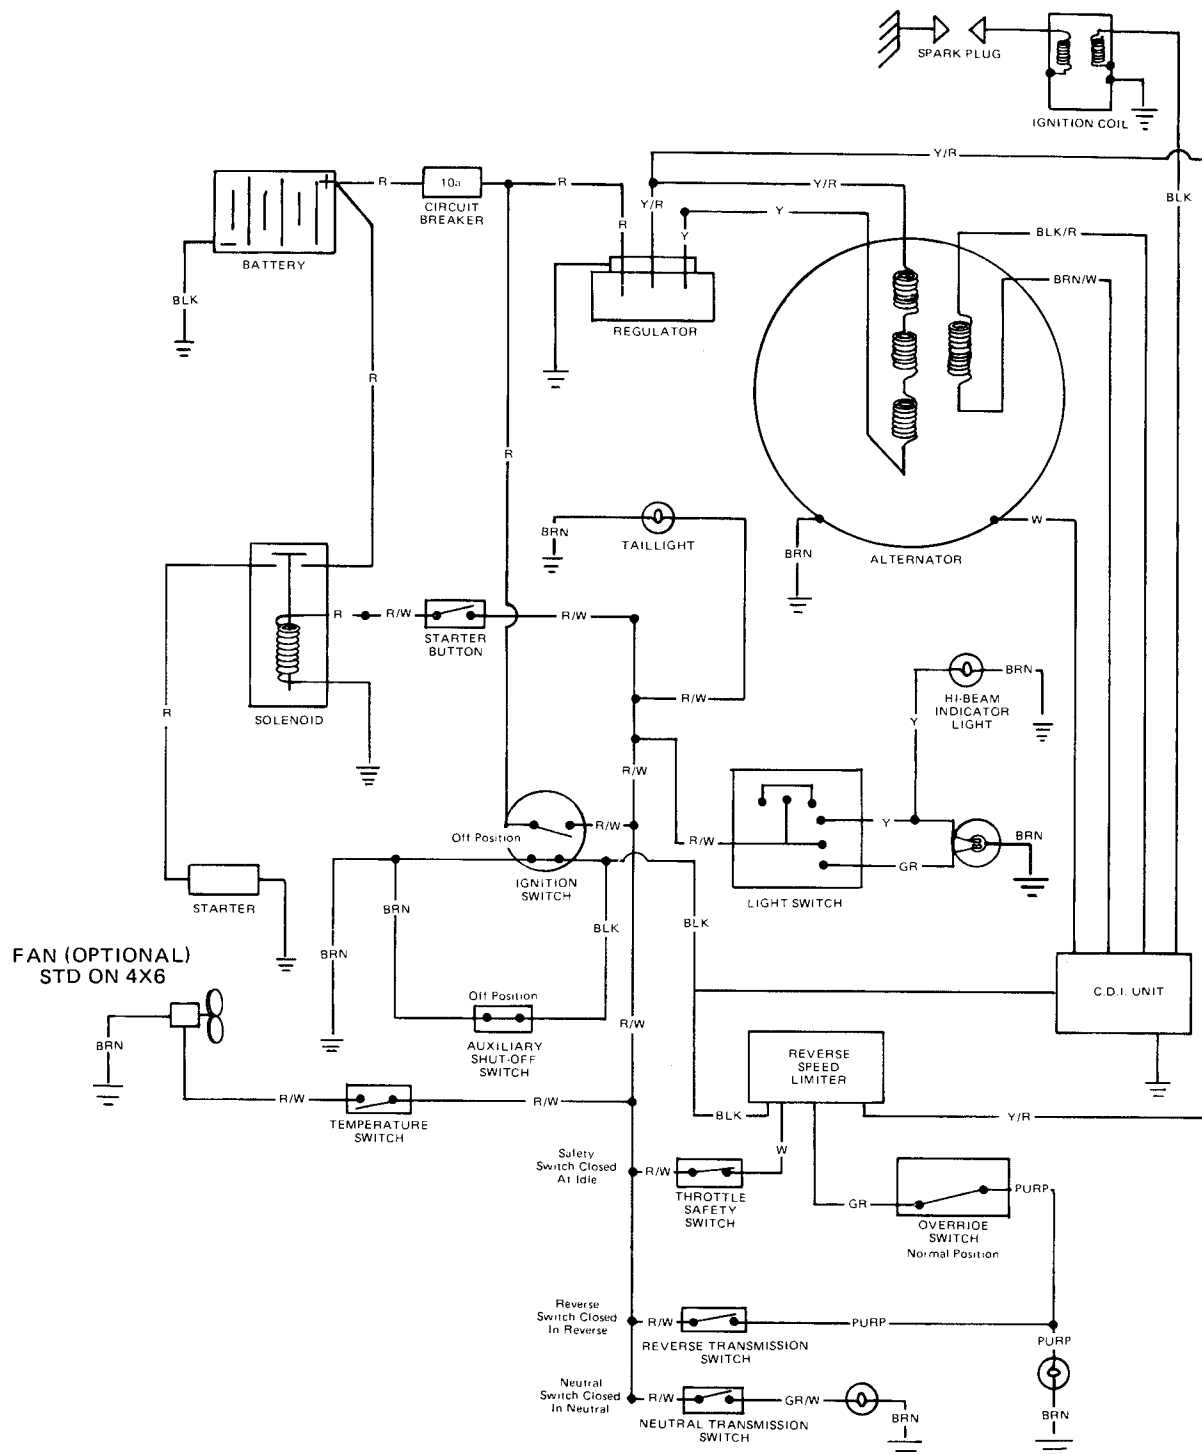 SPARK PLUG
IGNITION COIL
Y/R
R
10a
R
Y/R
CIRCUIT
BREAKER
Y/R
BLK
R
Y
Y
BLK/R
BATTERY
BRN/W
BLK
REGULATOR
R
R
BRN
TAILLIGHT
W
BRN
ALTERNATOR
R
R/W
R/W
STARTER
BUTTON
BRN
R/W
HI-BEAM
INDICATOR
LIGHT
SOLENOID
R
Y
R/W
Off Position
R/W
R/W
Y
BRN
GR
IGNITION
SWITCH
LIGHT SWITCH
STARTER
BRN
BLK
BLK
BRN
FAN (OPTIONAL)
STD ON 4X6
Off Position
C.D.I. UNIT
R/W
BRN
AUXILIARY
SHUT-OFF
SWITCH
REVERSE
SPEED
LIMITER
R/W
R/W
TEMPERATURE
SWITCH
BLK
Y/R
W
Safety
Switch Closed
At Idle
R/W
THROTTLE
SAFETY
SWITCH
GR
PURP
OVERRIDE
SWITCH
Normal Position
Reverse
Switch Closed
In Reverse
R/W
PURP
REVERSE TRANSMISSION
SWITCH
PURP
Neutral
Switch Closed
In Neutral
R/W
GR/W
BRN
BRN
NEUTRAL TRANSMISSION
SWITCH